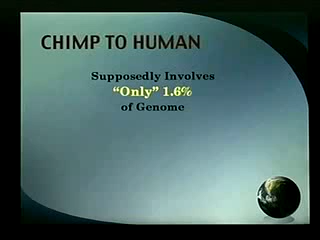 CHIMP TO HUMAN
Supposedly Involves
“Only” 1.6%
of Genome